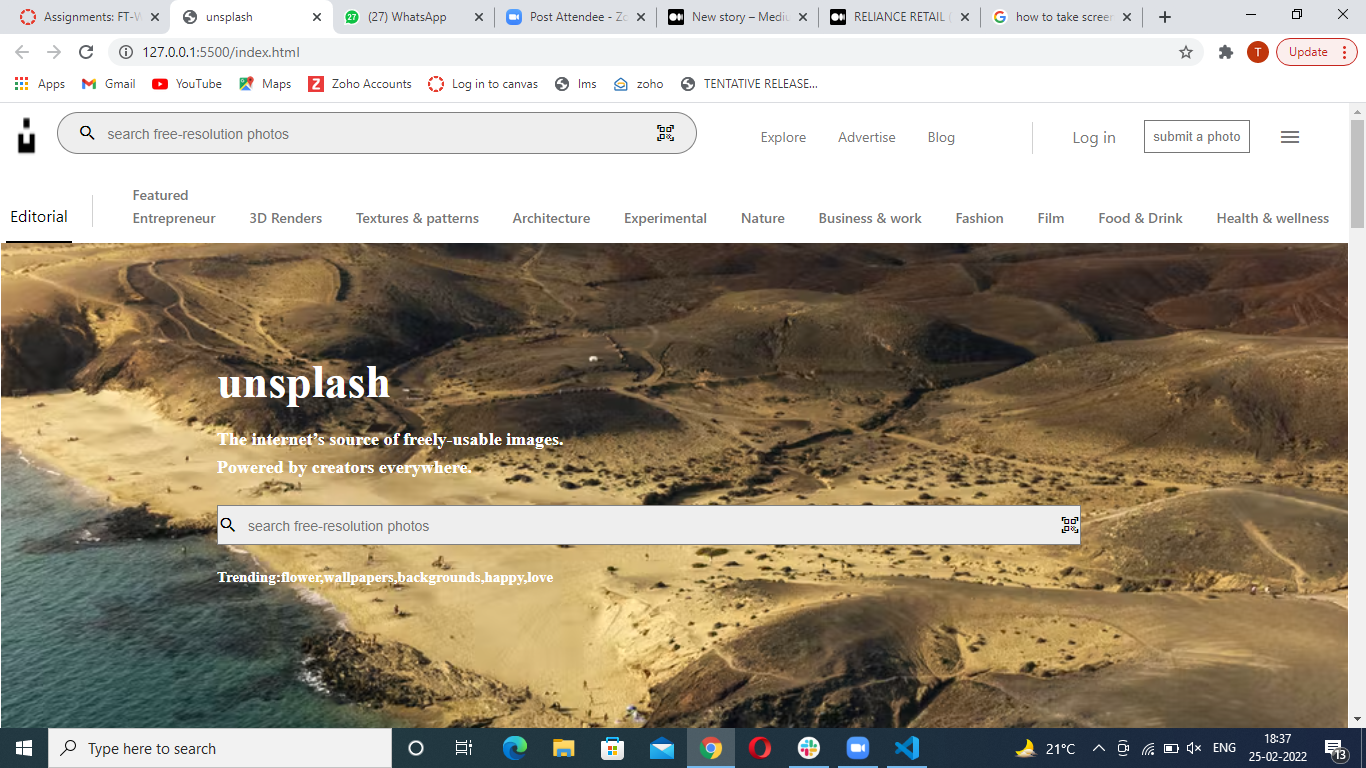 Assignments: FT-W
unsplash
(27) WhatsApp
Post Attendee - Zo
New story – Mediu
RELIANCE RETAIL (
how to take screer
127.0.0.1:5500/index.html
T
Update
Apps
Gmail
YouTube
Maps
Zoho Accounts
Log in to canvas
lms
zoho
TENTATIVE RELEASE...
search free-resolution photos
Explore
Advertise
Blog
Log in
submit a photo
Editorial
Featured
Entrepreneur
3D Renders
Textures & patterns
Architecture
Experimental
Nature
Business & work
Fashion
Film
Food & Drink
Health & wellness
unsplash
The internet’s source of freely-usable images.
Powered by creators everywhere.
search free-resolution photos
Trending:flower,wallpapers,backgrounds,happy,love
Type here to search
21°C
ENG
18:37
25-02-2022
13